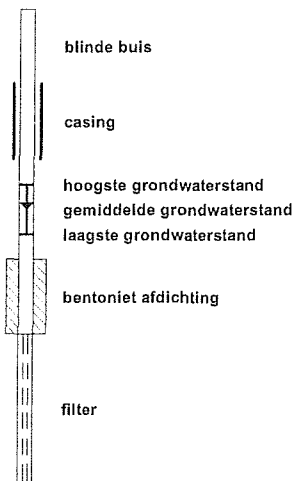 blinde buis
casing
hoogste grondwaterstand
gemiddelde grondwaterstand
laagste grondwaterstand
bentoniet afdichting
filter